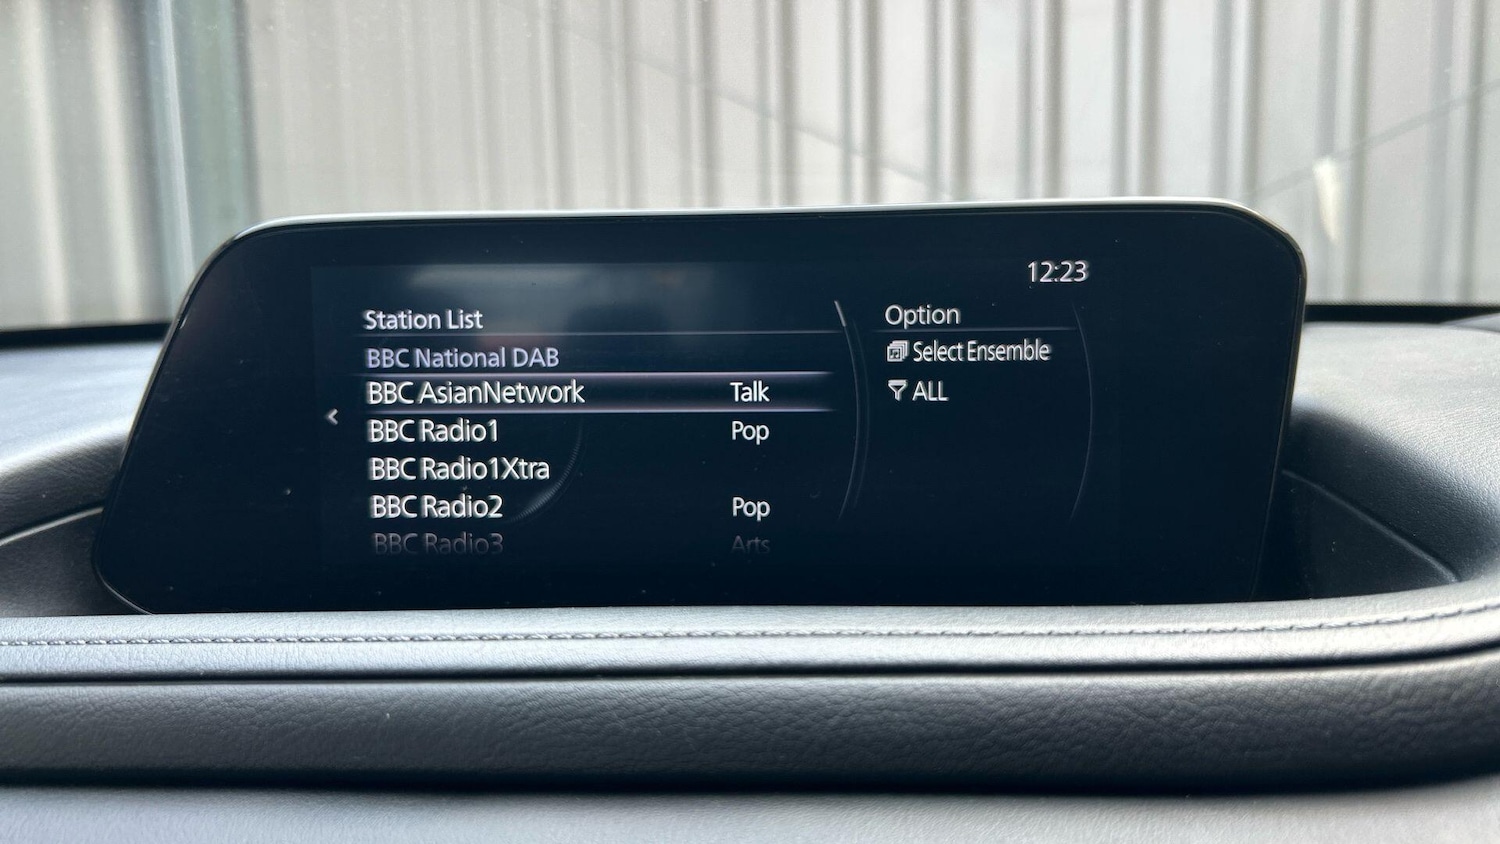 12:23
Station List
BBC National DAB
BBC AsianNetwork Talk
BBC Radio1 Pop
BBC Radio1Xtra
BBC Radio2 Pop
BBC Radio3 Arts
Option
Select Ensemble
ALL